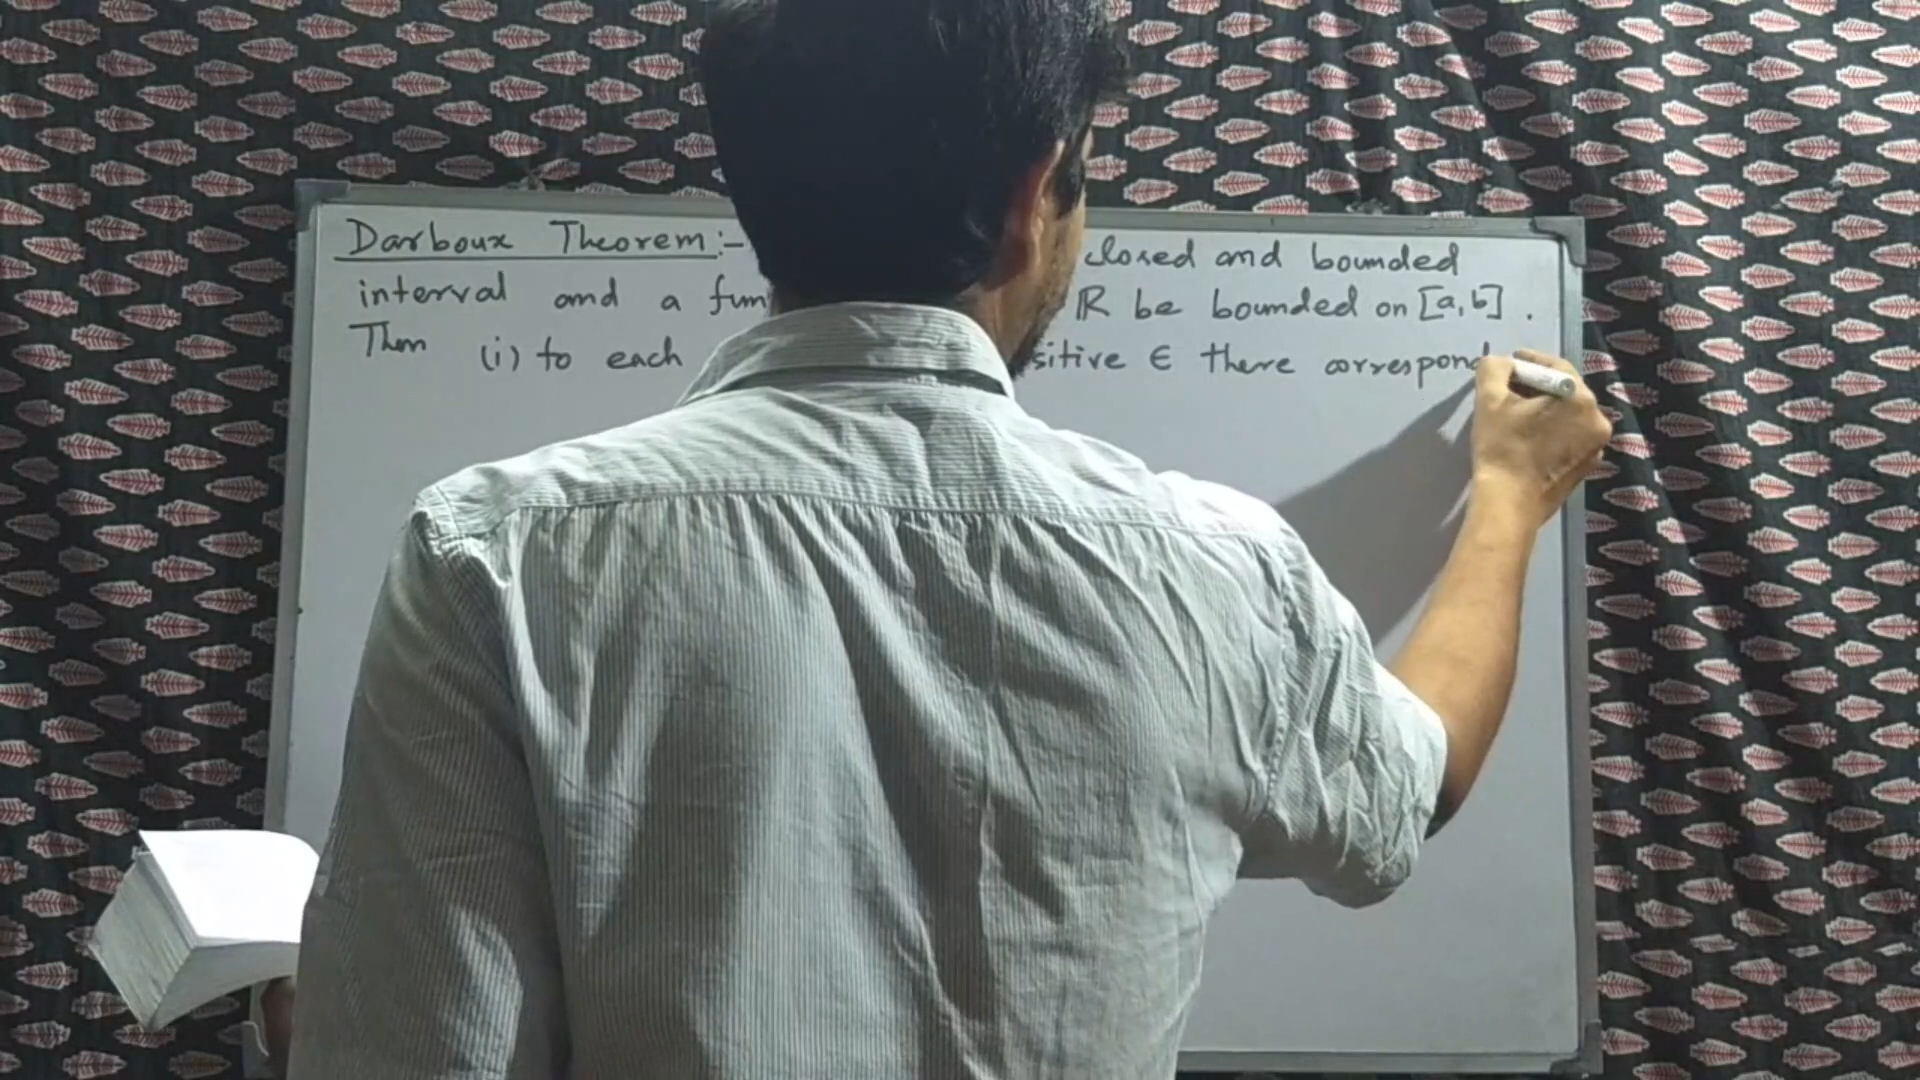 Darboux Theorem:- closed and bounded
interval and a fun ℝ be bounded on [a,b] .
Then (i) to each sitive ∈ there correspond